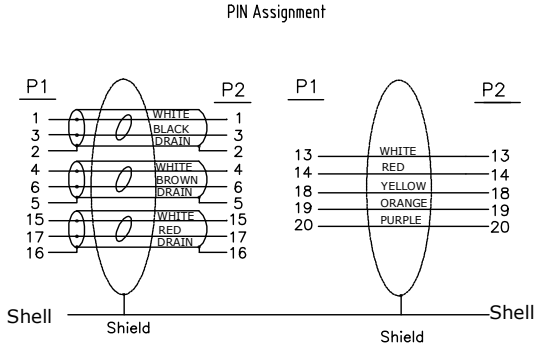 PIN Assignment
P1 P2
1 WHITE 1
3 BLACK 3
2 DRAIN 2
4 WHITE 4
6 BROWN 6
5 DRAIN 5
15 WHITE 15
17 RED 17
16 DRAIN 16
P1 P2
13 WHITE 13
14 RED 14
18 YELLOW 18
19 ORANGE 19
20 PURPLE 20
Shell Shell
Shield Shield